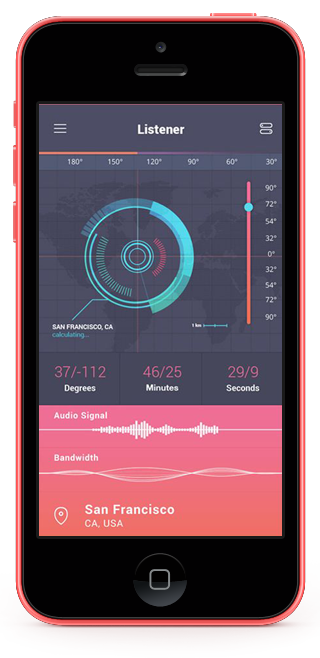 Listener
180° 150° 120° 90° 60° 30°
90°
72°
54°
32°
0°
32°
54°
72°
90°
SAN FRANCISCO, CA
calculating...
1 km
37/-112 46/25 29/9
Degrees Minutes Seconds
Audio Signal
Bandwidth
San Francisco
CA, USA